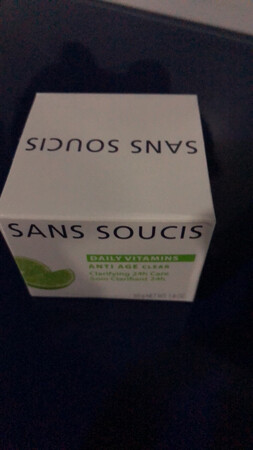 SANS SOUCIS
SANS SOUCIS
DAILY VITAMINS
ANTI AGE CLEAR
Clarifying 24h Care
Soin Clarifiant 24h